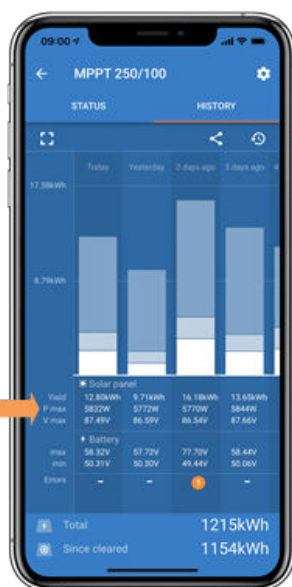 09:00
MPPT 250/100
STATUS HISTORY
Today Yesterday 2 days ago 3 days ago 4
17.58kWh
8.79kWh
Solar panel
Yield 12.80kWh 9.71kWh 16.18kWh 13.65kWh
P max 5832W 5772W 5770W 5844W
V max 87.49V 86.59V 86.54V 87.66V
Battery
max 58.32V 57.72V 77.70V 58.44V
min 50.31V 50.30V 49.44V 50.06V
Errors - - 1 -
Total 1215kWh
Since cleared 1154kWh